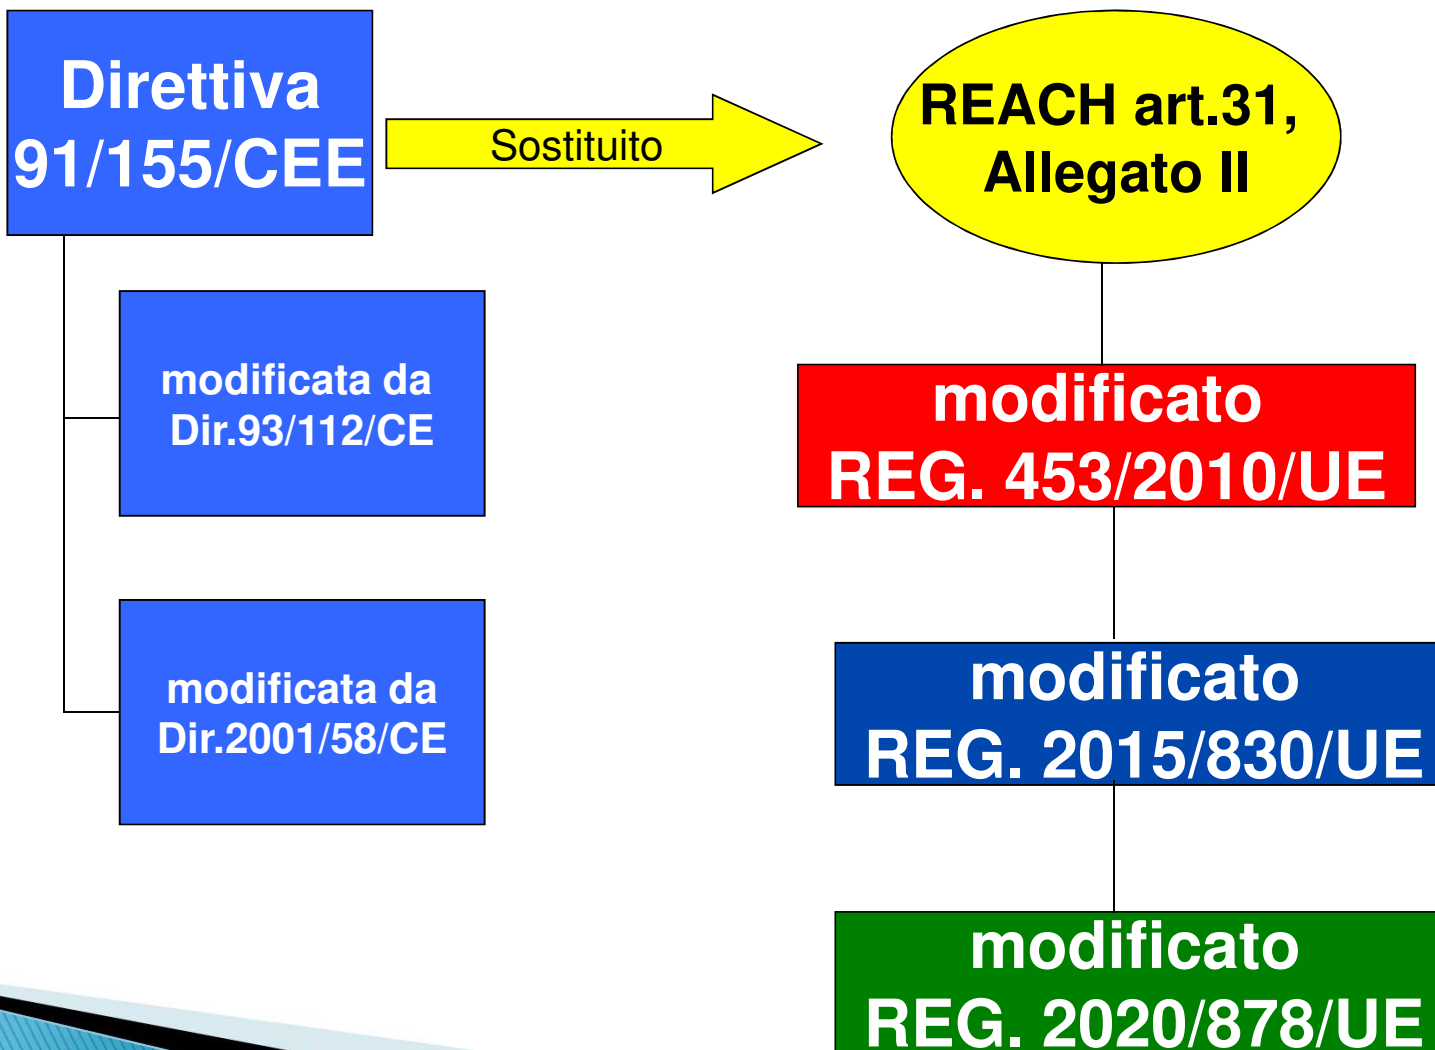 Direttiva
91/155/CEE
Sostituito
REACH art.31,
Allegato II
modificata da
Dir.93/112/CE
modificata da
Dir.2001/58/CE
modificato
REG. 453/2010/UE
modificato
REG. 2015/830/UE
modificato
REG. 2020/878/UE